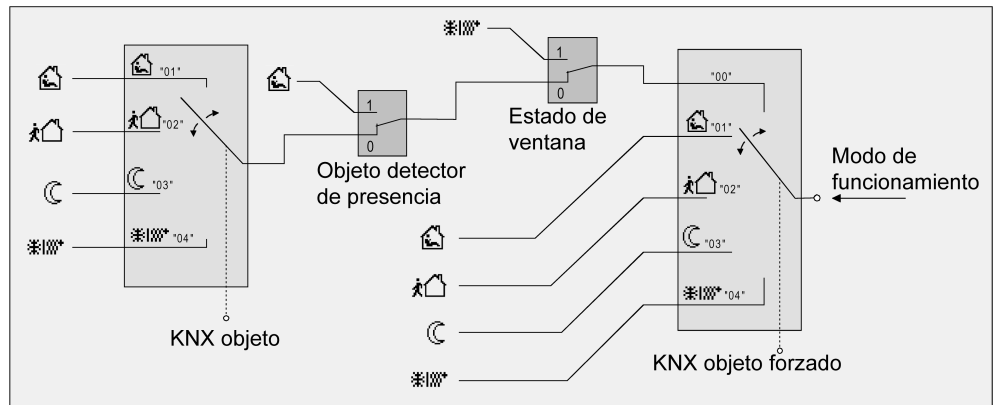 "01"
"02"
"03"
"04"
KNX objeto
1
0
Objeto detector
de presencia
1
0
Estado de
ventana
"00"
"01"
"02"
"03"
"04"
KNX objeto forzado
Modo de
funcionamiento